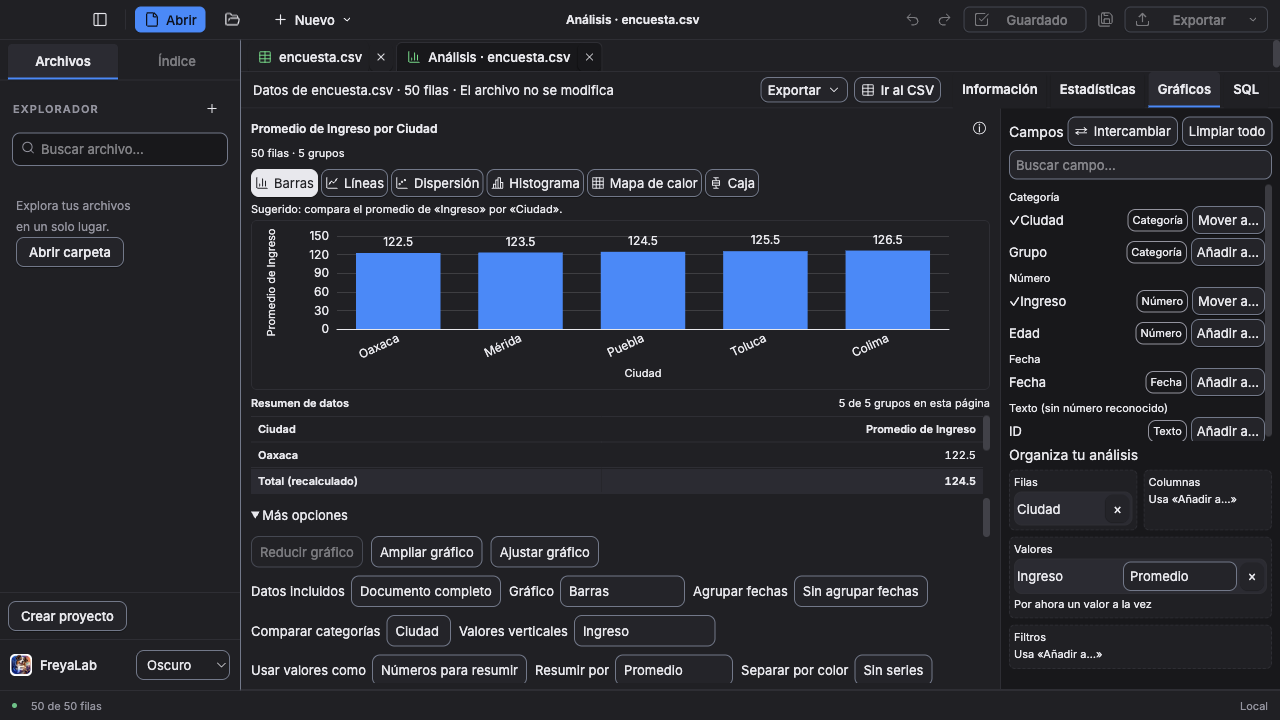 Abrir
Nuevo
Análisis · encuesta.csv
Guardado
Exportar
Archivos
Índice
EXPLORADOR
Buscar archivo...
Explora tus archivos
en un solo lugar.
Abrir carpeta
Crear proyecto
FreyaLab
Oscuro
encuesta.csv
Análisis · encuesta.csv
Datos de encuesta.csv · 50 filas · El archivo no se modifica
Exportar
Ir al CSV
Información
Estadísticas
Gráficos
SQL
Promedio de Ingreso por Ciudad
50 filas · 5 grupos
Barras
Líneas
Dispersión
Histograma
Mapa de calor
Caja
Sugerido: compara el promedio de «Ingreso» por «Ciudad».
Promedio de Ingreso
150
120
90
60
30
0
122.5
123.5
124.5
125.5
126.5
Oaxaca
Mérida
Puebla
Toluca
Colima
Ciudad
Resumen de datos
5 de 5 grupos en esta página
Ciudad
Promedio de Ingreso
Oaxaca
122.5
Total (recalculado)
124.5
Más opciones
Reducir gráfico
Ampliar gráfico
Ajustar gráfico
Datos incluidos
Documento completo
Gráfico
Barras
Agrupar fechas
Sin agrupar fechas
Comparar categorías
Ciudad
Valores verticales
Ingreso
Usar valores como
Números para resumir
Resumir por
Promedio
Separar por color
Sin series
Campos
Intercambiar
Limpiar todo
Buscar campo...
Categoría
✓Ciudad
Categoría
Mover a...
Grupo
Categoría
Añadir a...
Número
✓Ingreso
Número
Mover a...
Edad
Número
Añadir a...
Fecha
Fecha
Fecha
Añadir a...
Texto (sin número reconocido)
ID
Texto
Añadir a...
Organiza tu análisis
Filas
Ciudad
×
Columnas
Usa «Añadir a...»
Valores
Ingreso
Promedio
×
Por ahora un valor a la vez
Filtros
Usa «Añadir a...»
50 de 50 filas
Local